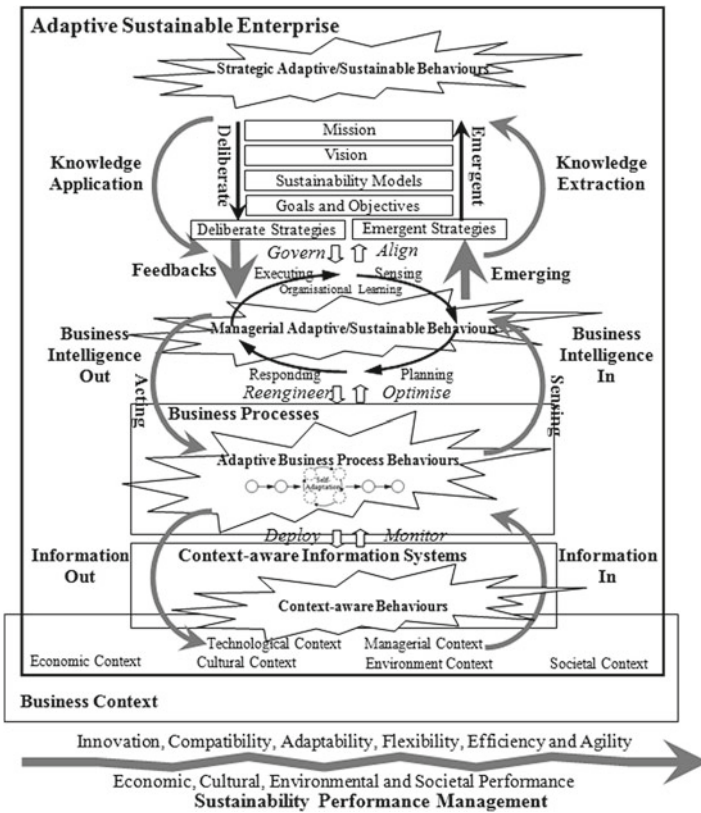 Adaptive Sustainable Enterprise
Strategic Adaptive/Sustainable Behaviours
Knowledge
Application
Deliberate
Mission
Vision
Sustainability Models
Goals and Objectives
Deliberate Strategies
Emergent Strategies
Emergent
Knowledge
Extraction
Govern
Align
Feedbacks
Emerging
Executing
Sensing
Organisational Learning
Managerial Adaptive/Sustainable Behaviours
Business
Intelligence
Out
Business
Intelligence
In
Acting
Sensing
Responding
Planning
Reengineer
Optimise
Business Processes
Adaptive Business Process Behaviours
Self-
Adaptation
Deploy
Monitor
Information
Out
Information
In
Context-aware Information Systems
Context-aware Behaviours
Technological Context
Managerial Context
Economic Context
Cultural Context
Environment Context
Societal Context
Business Context
Innovation, Compatibility, Adaptability, Flexibility, Efficiency and Agility
Economic, Cultural, Environmental and Societal Performance
Sustainability Performance Management